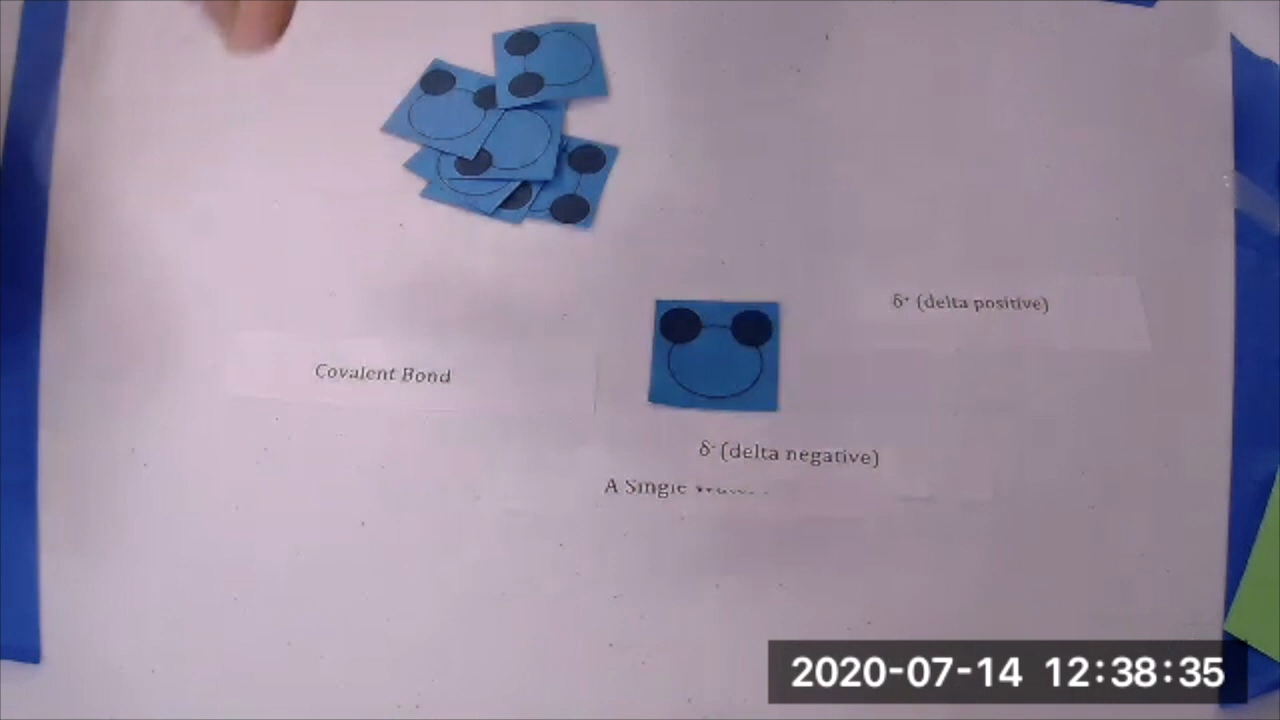 δ⁺ (delta positive)
Covalent Bond
δ⁻ (delta negative)
A Single
2020-07-14 12:38:35